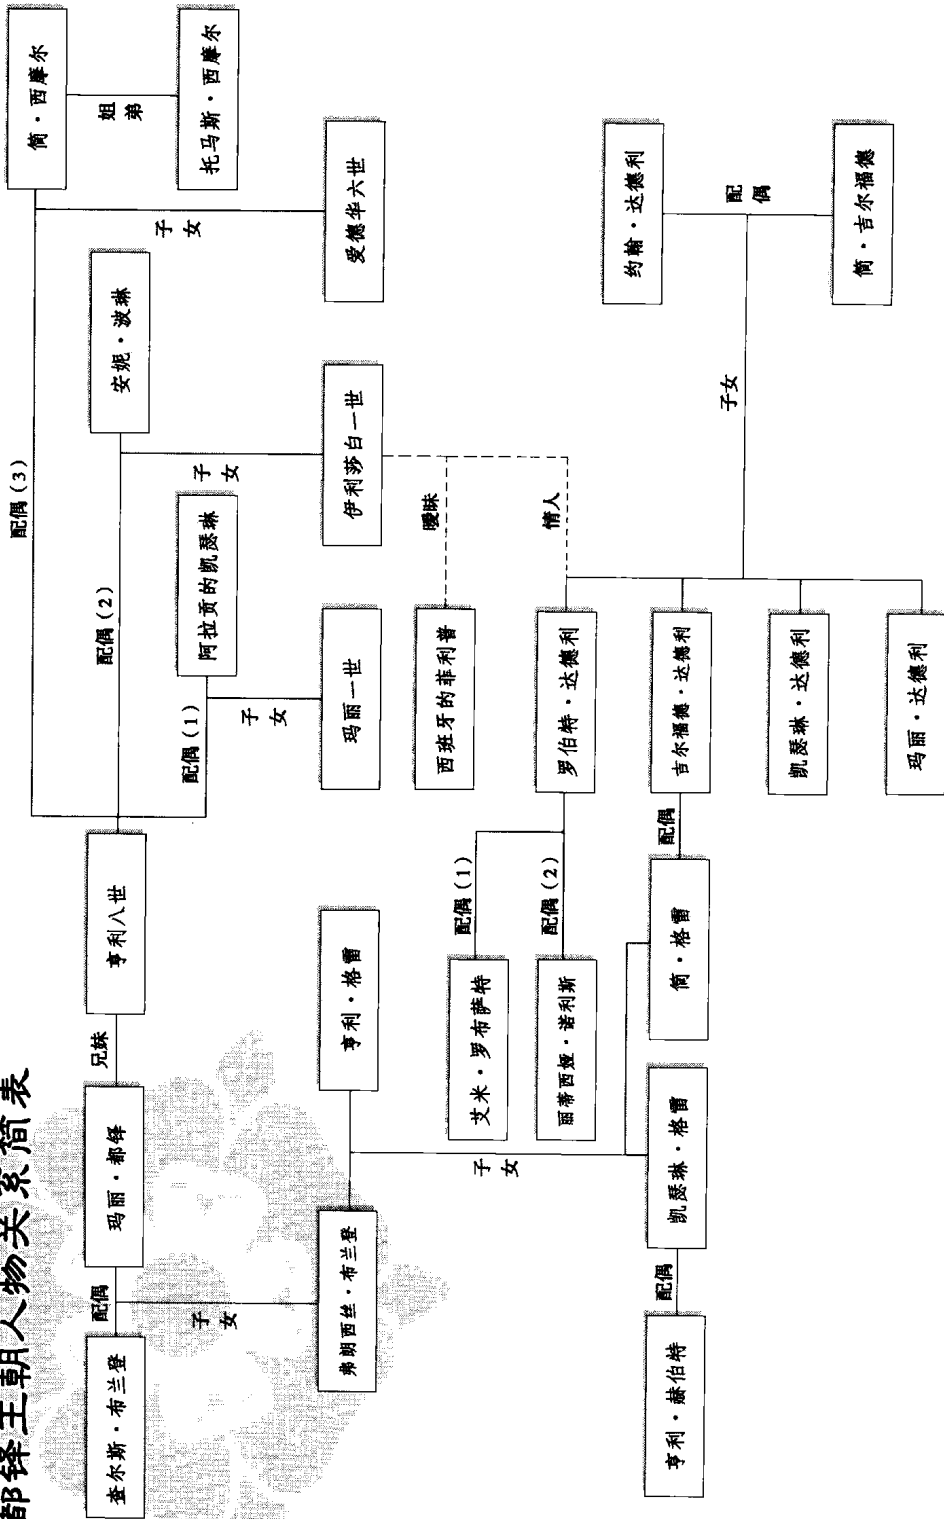 都铎王朝人物关系简表
配偶（3）
简·西摩尔
姐弟
托马斯·西摩尔
查尔斯·布兰登
配偶
玛丽·都铎
兄妹
亨利八世
配偶（2）
安妮·波琳
配偶（1）
阿拉贡的凯瑟琳
子女
子女
子女
子女
弗朗西丝·布兰登
亨利·格雷
玛丽一世
伊利莎白一世
爱德华六世
西班牙的菲利普
暧昧
子女
配偶（1）
艾米·罗布萨特
配偶（2）
丽蒂西娅·诺利斯
罗伯特·达德利
情人
约翰·达德利
配偶
简·吉尔福德
子女
亨利·赫伯特
配偶
凯瑟琳·格雷
简·格雷
配偶
吉尔福德·达德利
凯瑟琳·达德利
玛丽·达德利